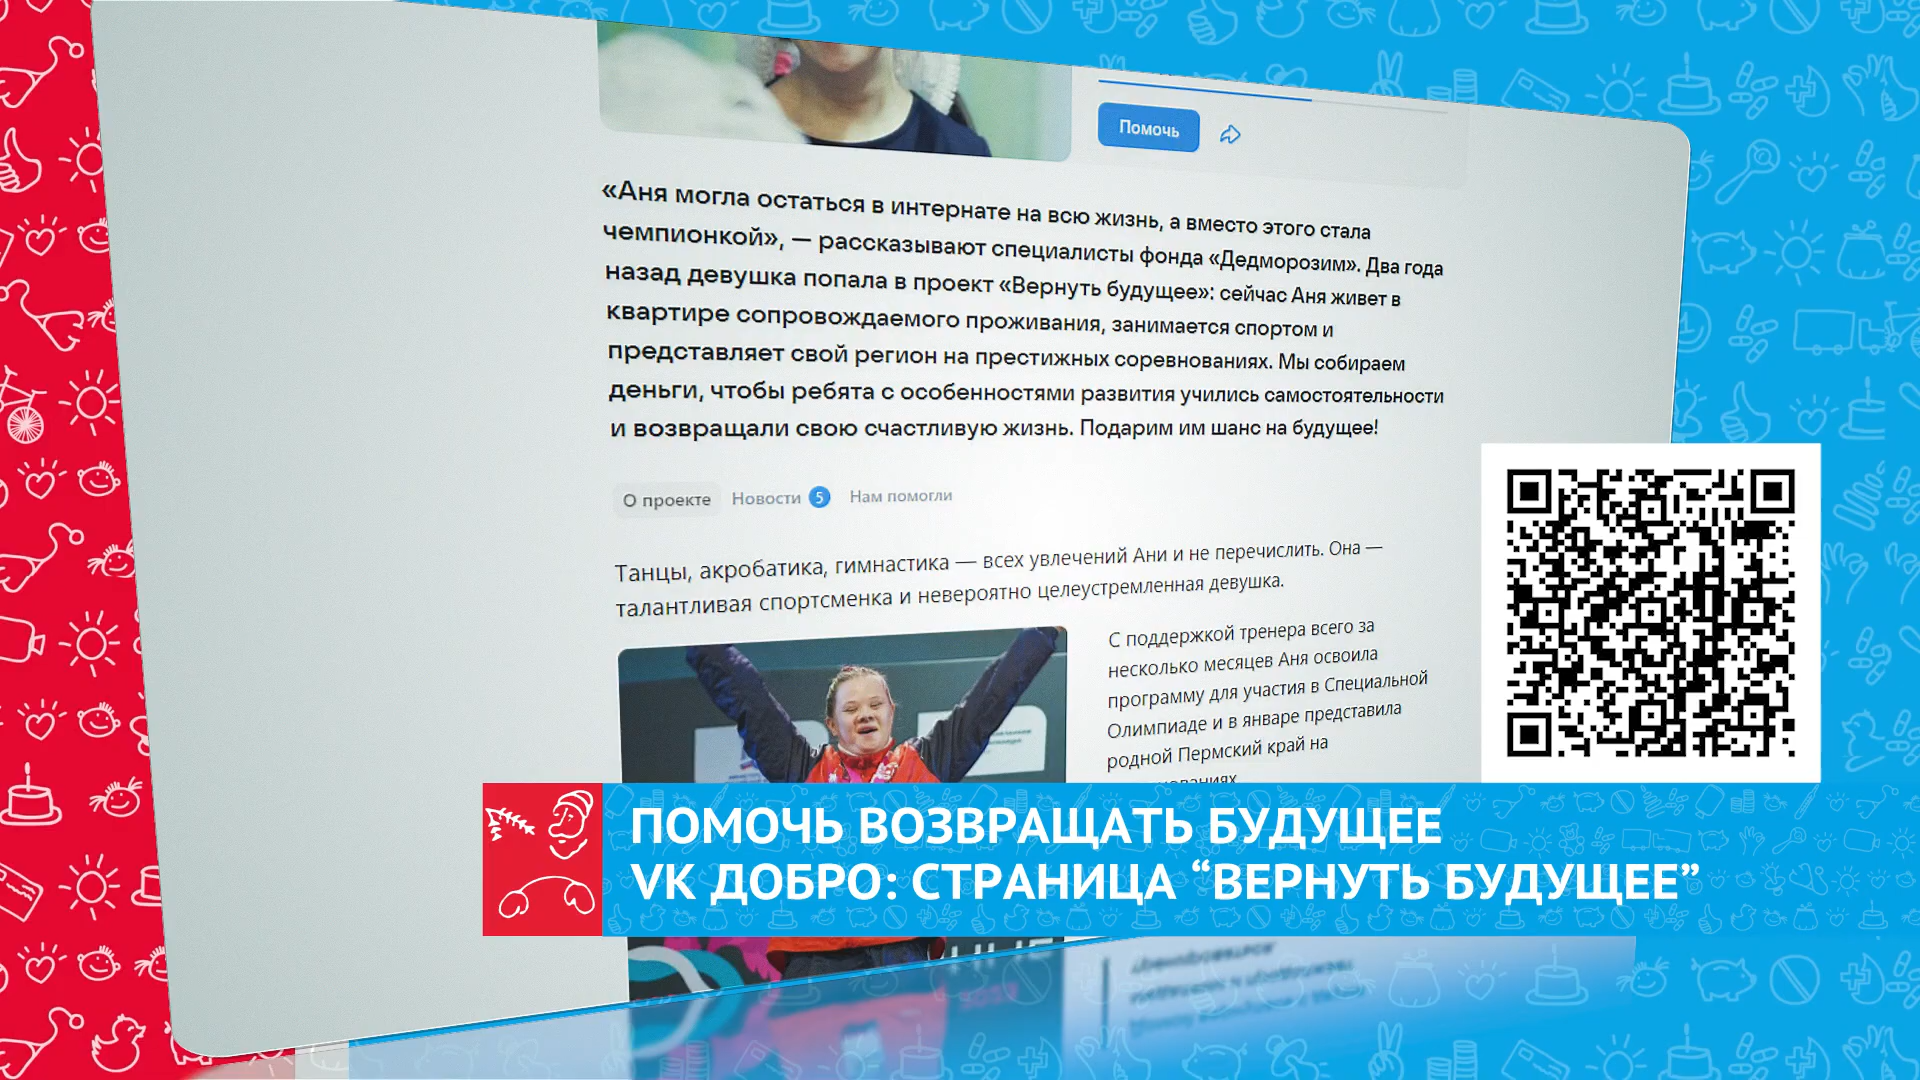 Помочь
«Аня могла остаться в интернате на всю жизнь, а вместо этого стала
чемпионкой», — рассказывают специалисты фонда «Дедморозим». Два года
назад девушка попала в проект «Вернуть будущее»: сейчас Аня живет в
квартире сопровождаемого проживания, занимается спортом и
представляет свой регион на престижных соревнованиях. Мы собираем
деньги, чтобы ребята с особенностями развития учились самостоятельности
и возвращали свою счастливую жизнь. Подарим им шанс на будущее!
О проекте Новости 5 Нам помогли
Танцы, акробатика, гимнастика — всех увлечений Ани и не перечислить. Она —
талантливая спортсменка и невероятно целеустремленная девушка.
С поддержкой тренера всего за
несколько месяцев Аня освоила
программу для участия в Специальной
Олимпиаде и в январе представила
родной Пермский край на
ПОМОЧЬ ВОЗВРАЩАТЬ БУДУЩЕЕ
VK ДОБРО: СТРАНИЦА “ВЕРНУТЬ БУДУЩЕЕ”